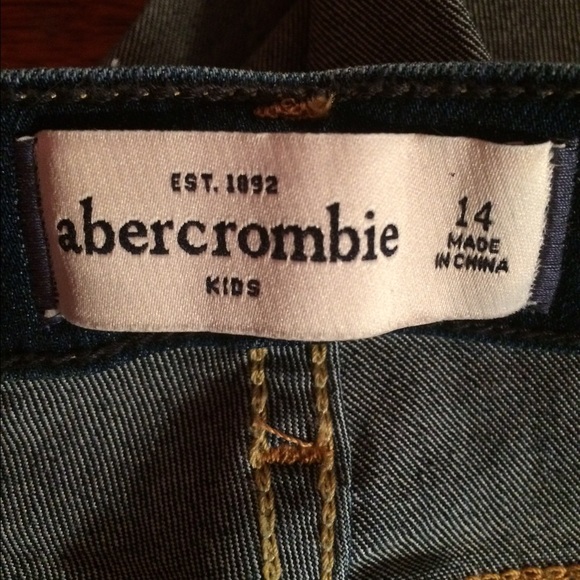 EST. 1892
abercrombie
KIDS
14
MADE
IN CHINA